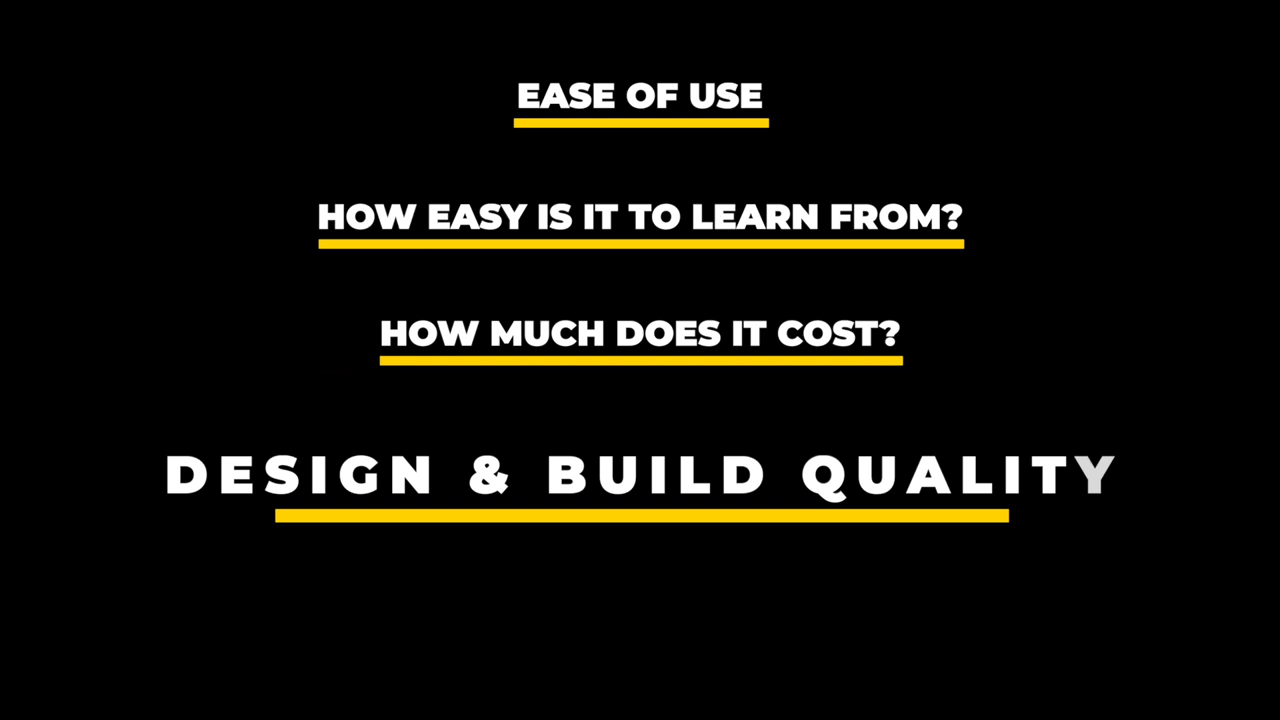 EASE OF USE
HOW EASY IS IT TO LEARN FROM?
HOW MUCH DOES IT COST?
DESIGN & BUILD QUALITY